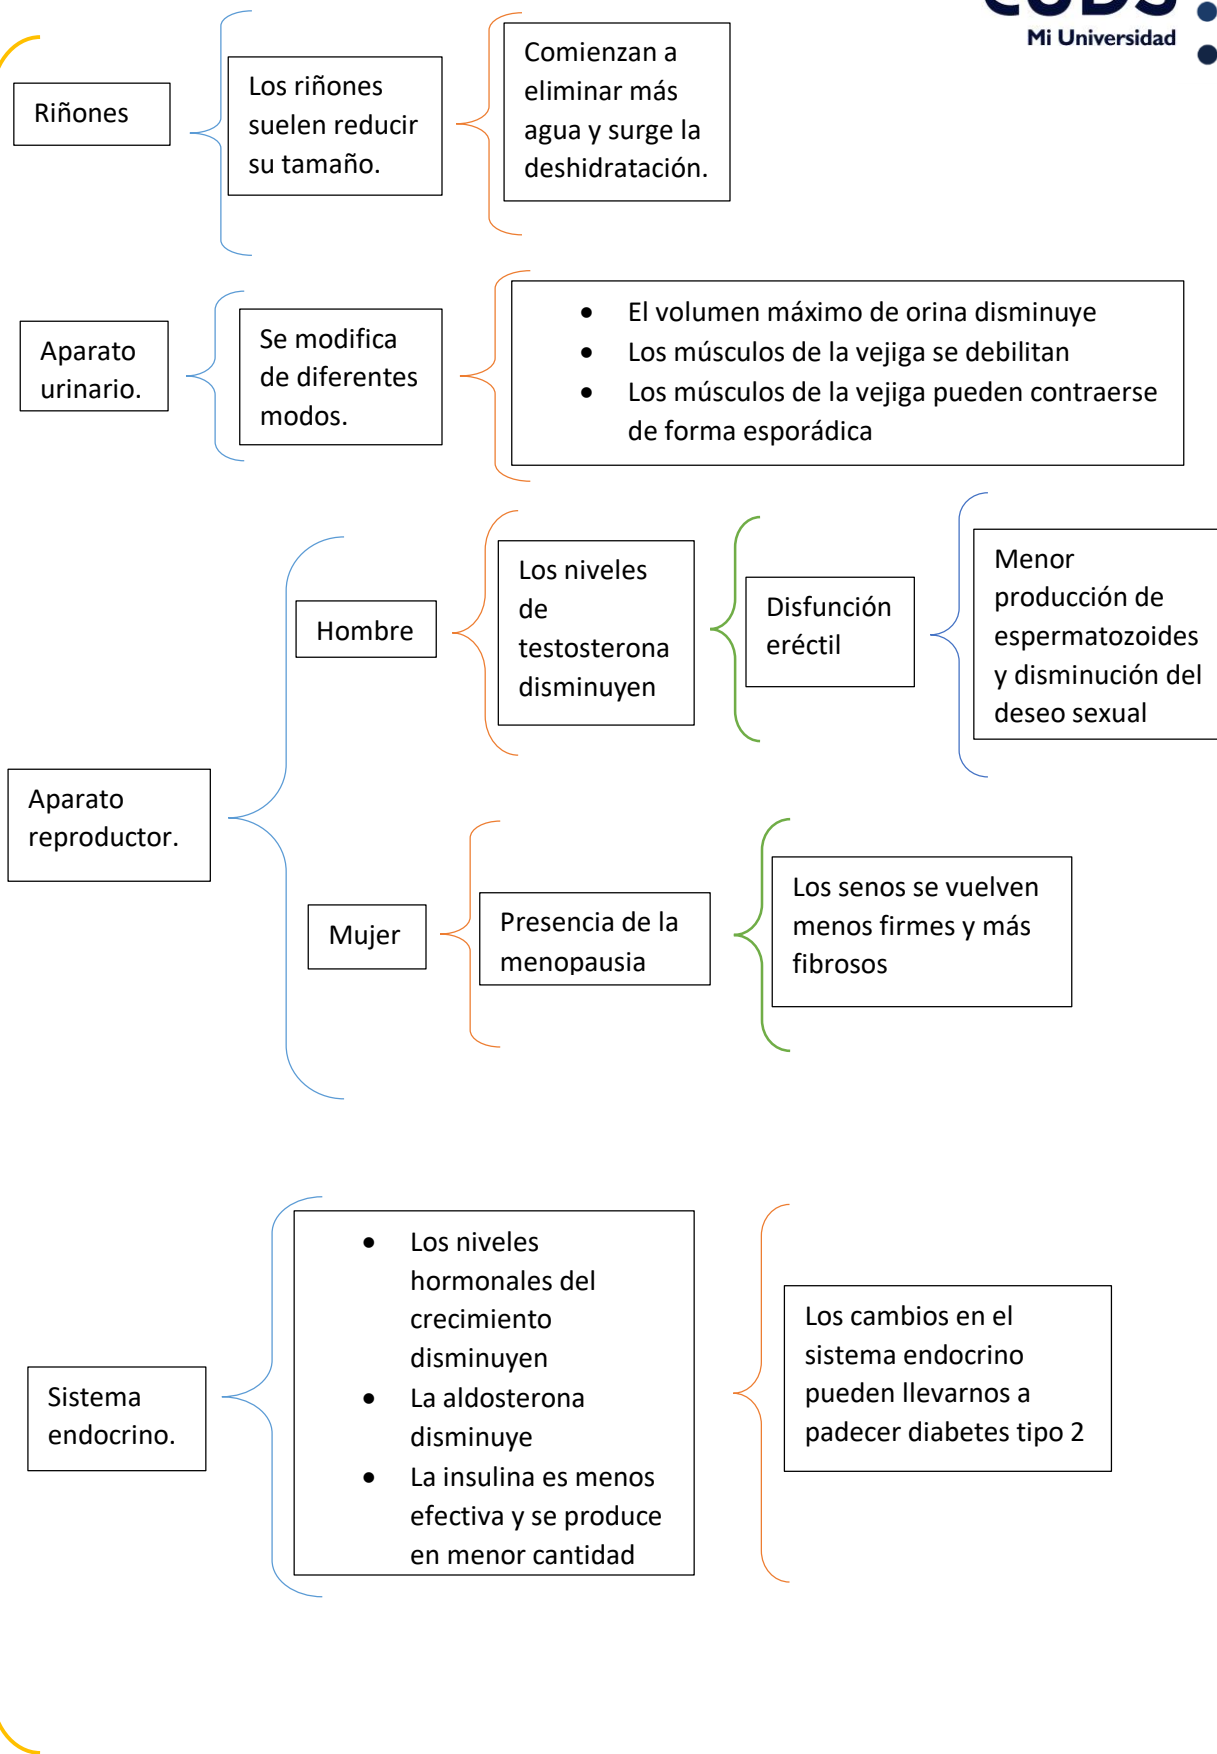 Mi Universidad
Riñones
Los riñones
suelen reducir
su tamaño.
Comienzan a
eliminar más
agua y surge la
deshidratación.
Aparato
urinario.
Se modifica
de diferentes
modos.
• El volumen máximo de orina disminuye
• Los músculos de la vejiga se debilitan
• Los músculos de la vejiga pueden contraerse
de forma esporádica
Aparato
reproductor.
Hombre
Los niveles
de
testosterona
disminuyen
Disfunción
eréctil
Menor
producción de
espermatozoides
y disminución del
deseo sexual
Mujer
Presencia de la
menopausia
Los senos se vuelven
menos firmes y más
fibrosos
Sistema
endocrino.
• Los niveles
hormonales del
crecimiento
disminuyen
• La aldosterona
disminuye
• La insulina es menos
efectiva y se produce
en menor cantidad
Los cambios en el
sistema endocrino
pueden llevarnos a
padecer diabetes tipo 2